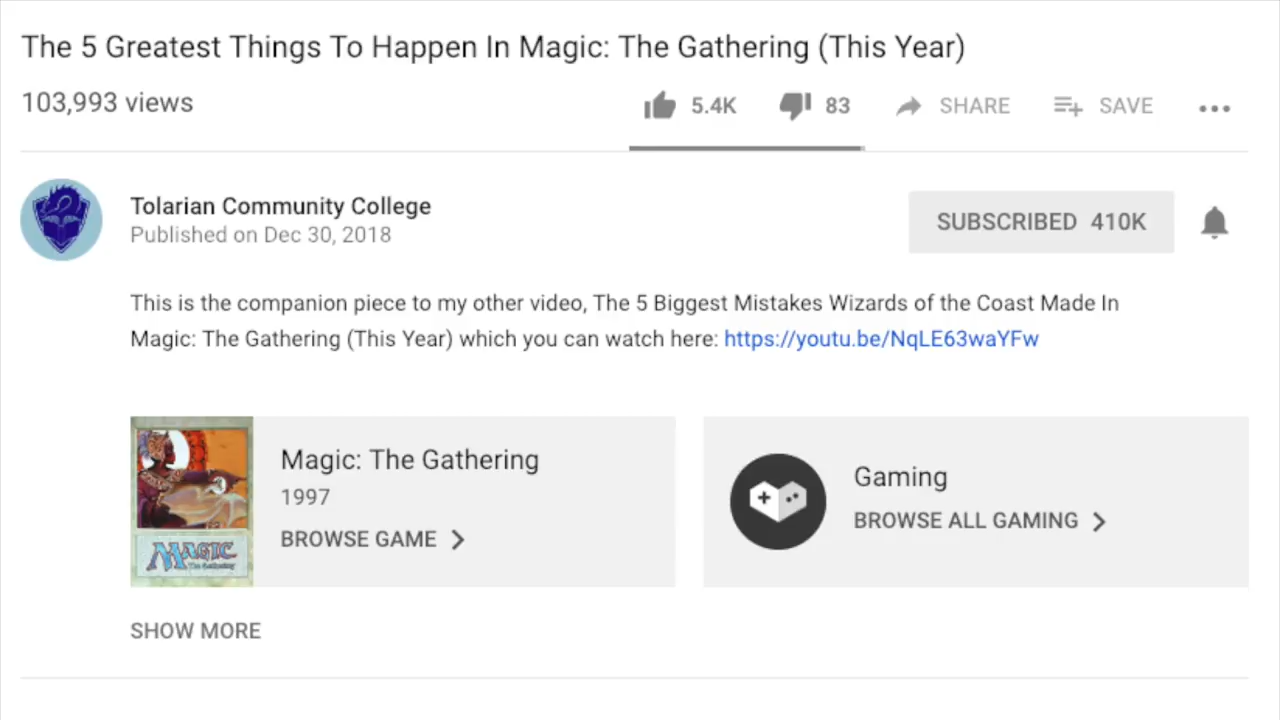 The 5 Greatest Things To Happen In Magic: The Gathering (This Year)
103,993 views
5.4K
83
SHARE
SAVE
Tolarian Community College
Published on Dec 30, 2018
SUBSCRIBED 410K
This is the companion piece to my other video, The 5 Biggest Mistakes Wizards of the Coast Made In
Magic: The Gathering (This Year) which you can watch here: https://youtu.be/NqLE63waYFw
MAGIC
The Gathering
Magic: The Gathering
1997
BROWSE GAME
Gaming
BROWSE ALL GAMING
SHOW MORE